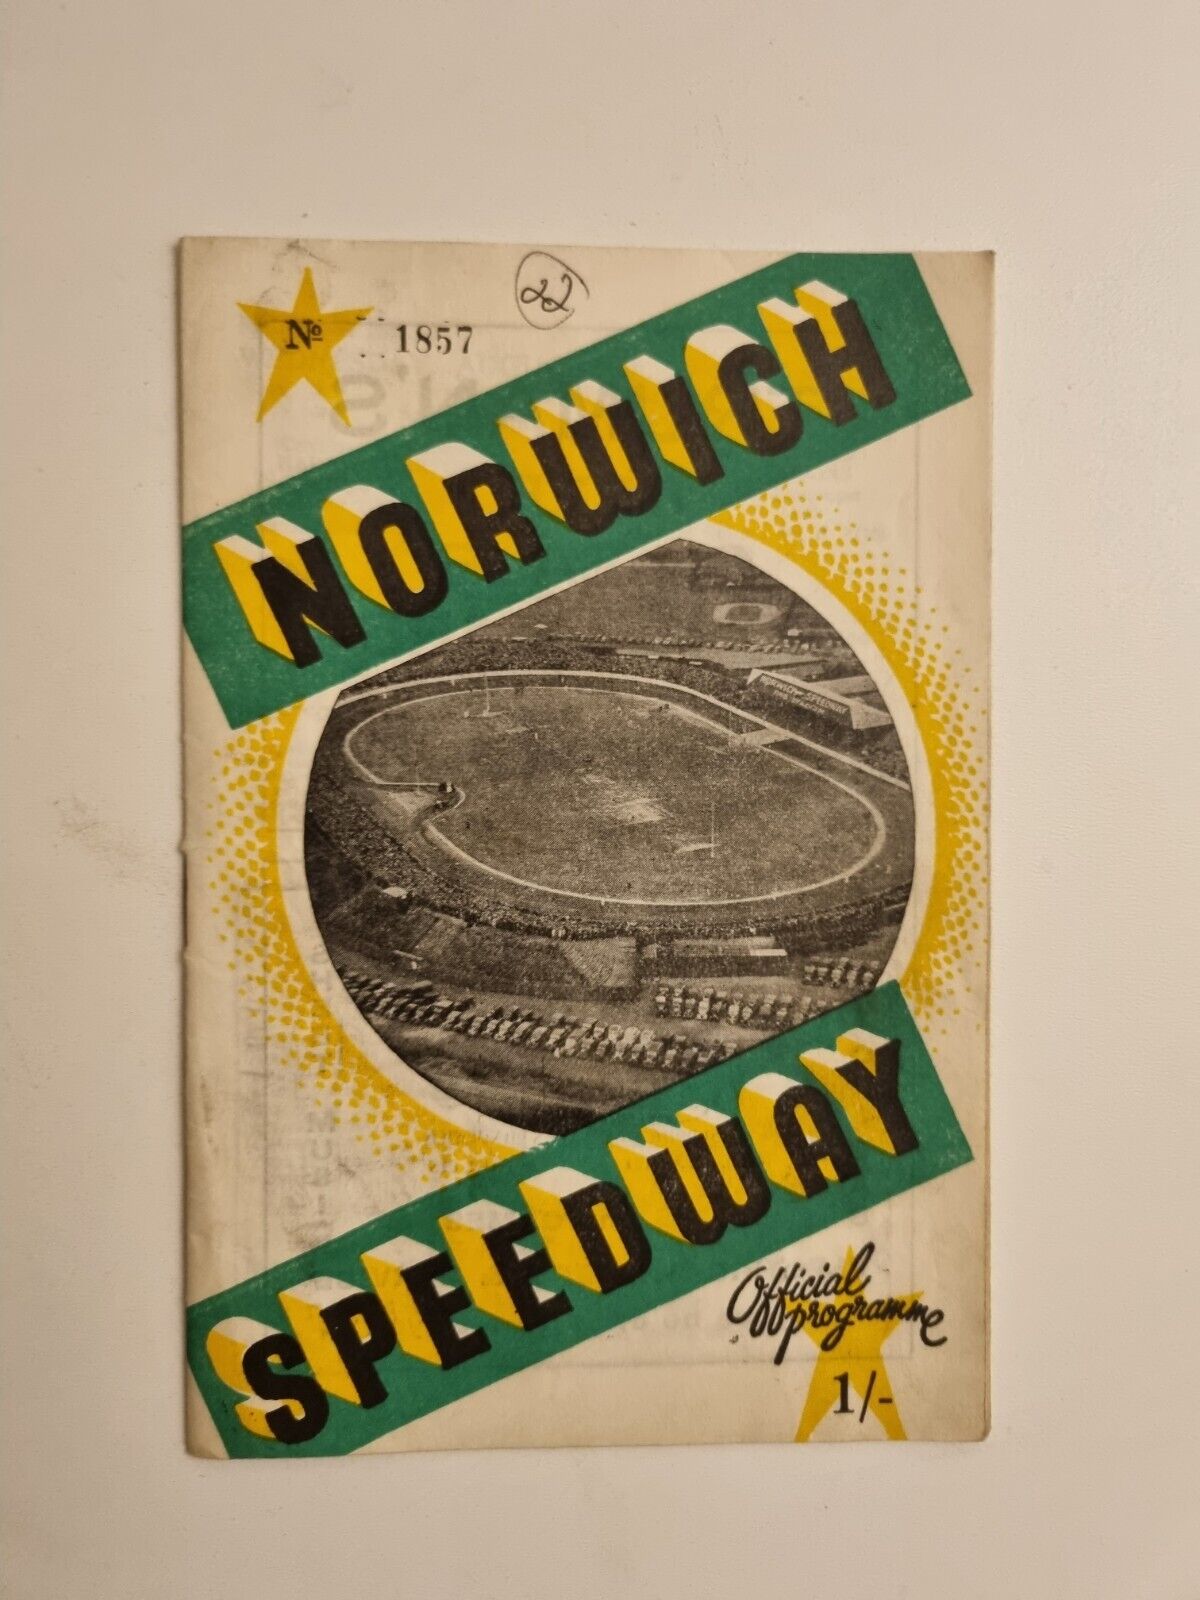 22
No 1857
NORWICH
SPEEDWAY
Official
programme
1/-